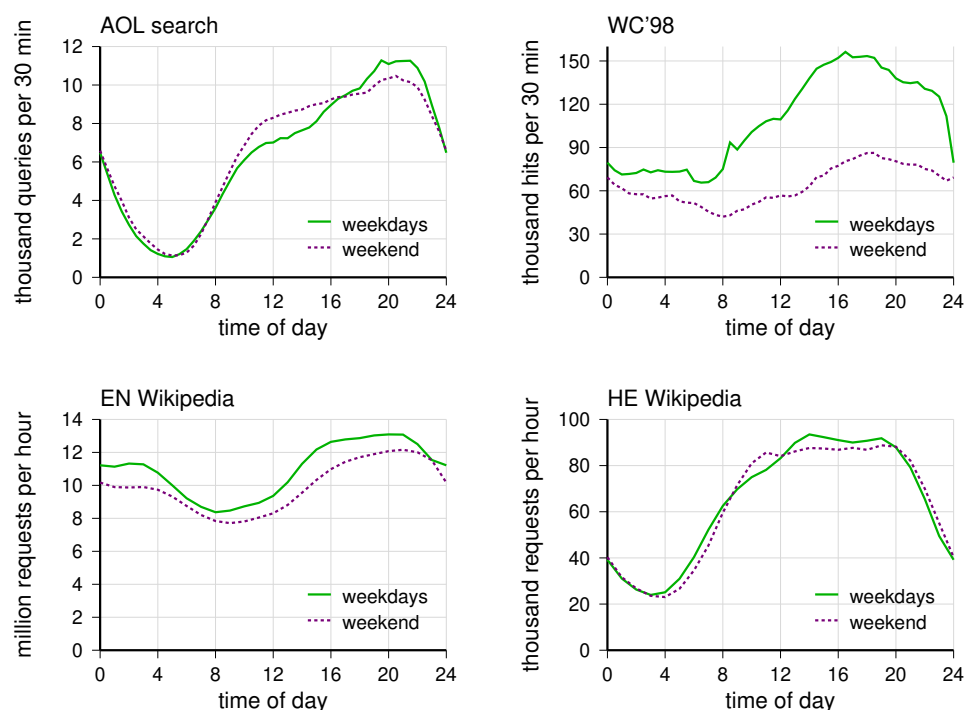 AOL search
thousand queries per 30 min
12
10
8
6
4
2
0
weekdays
weekend
0 4 8 12 16 20 24
time of day
WC'98
thousand hits per 30 min
150
120
90
60
30
0
weekdays
weekend
0 4 8 12 16 20 24
time of day
EN Wikipedia
million requests per hour
14
12
10
8
6
4
2
0
weekdays
weekend
0 4 8 12 16 20 24
time of day
HE Wikipedia
thousand requests per hour
100
80
60
40
20
0
weekdays
weekend
0 4 8 12 16 20 24
time of day